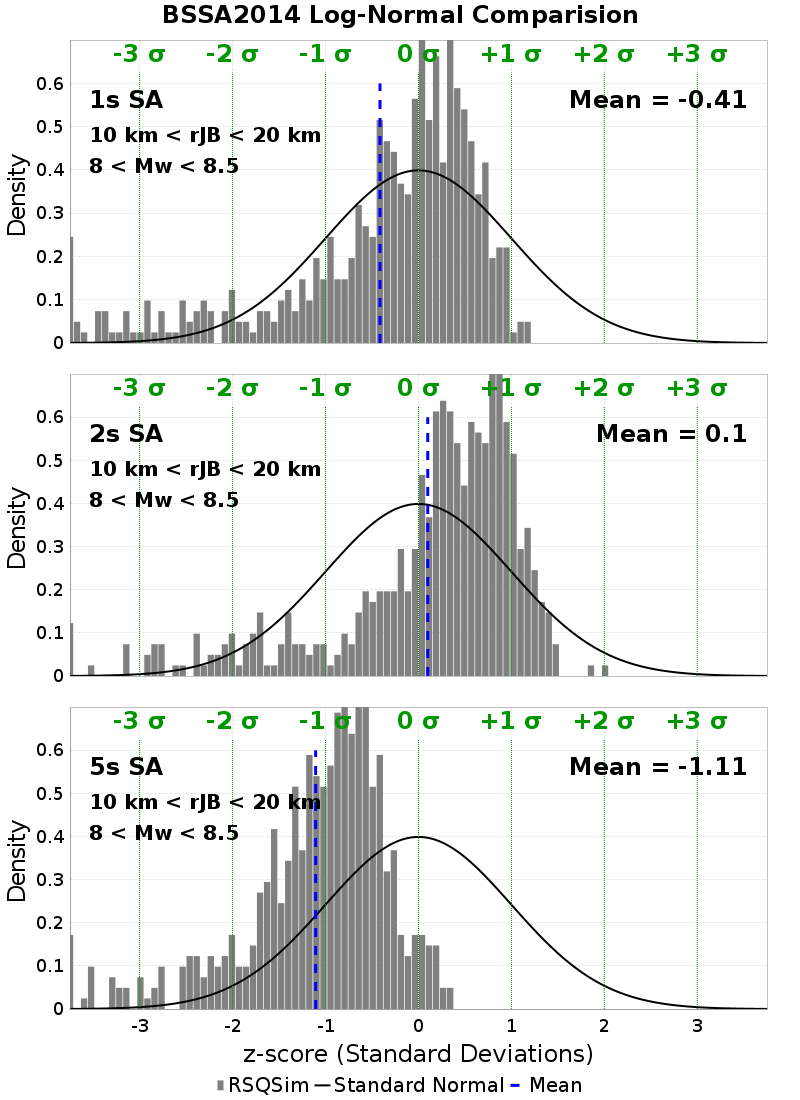 BSSA2014 Log-Normal Comparision
-3 σ -2 σ -1 σ 0 σ +1 σ +2 σ +3 σ
1s SA Mean = -0.41
10 km < rJB < 20 km
8 < Mw < 8.5
Density
0.6
0.5
0.4
0.3
0.2
0.1
0
-3 σ -2 σ -1 σ 0 σ +1 σ +2 σ +3 σ
2s SA Mean = 0.1
10 km < rJB < 20 km
8 < Mw < 8.5
Density
0.6
0.5
0.4
0.3
0.2
0.1
0
-3 σ -2 σ -1 σ 0 σ +1 σ +2 σ +3 σ
5s SA Mean = -1.11
10 km < rJB < 20 km
8 < Mw < 8.5
Density
0.6
0.5
0.4
0.3
0.2
0.1
0
-3 -2 -1 0 1 2 3
z-score (Standard Deviations)
RSQSim Standard Normal Mean